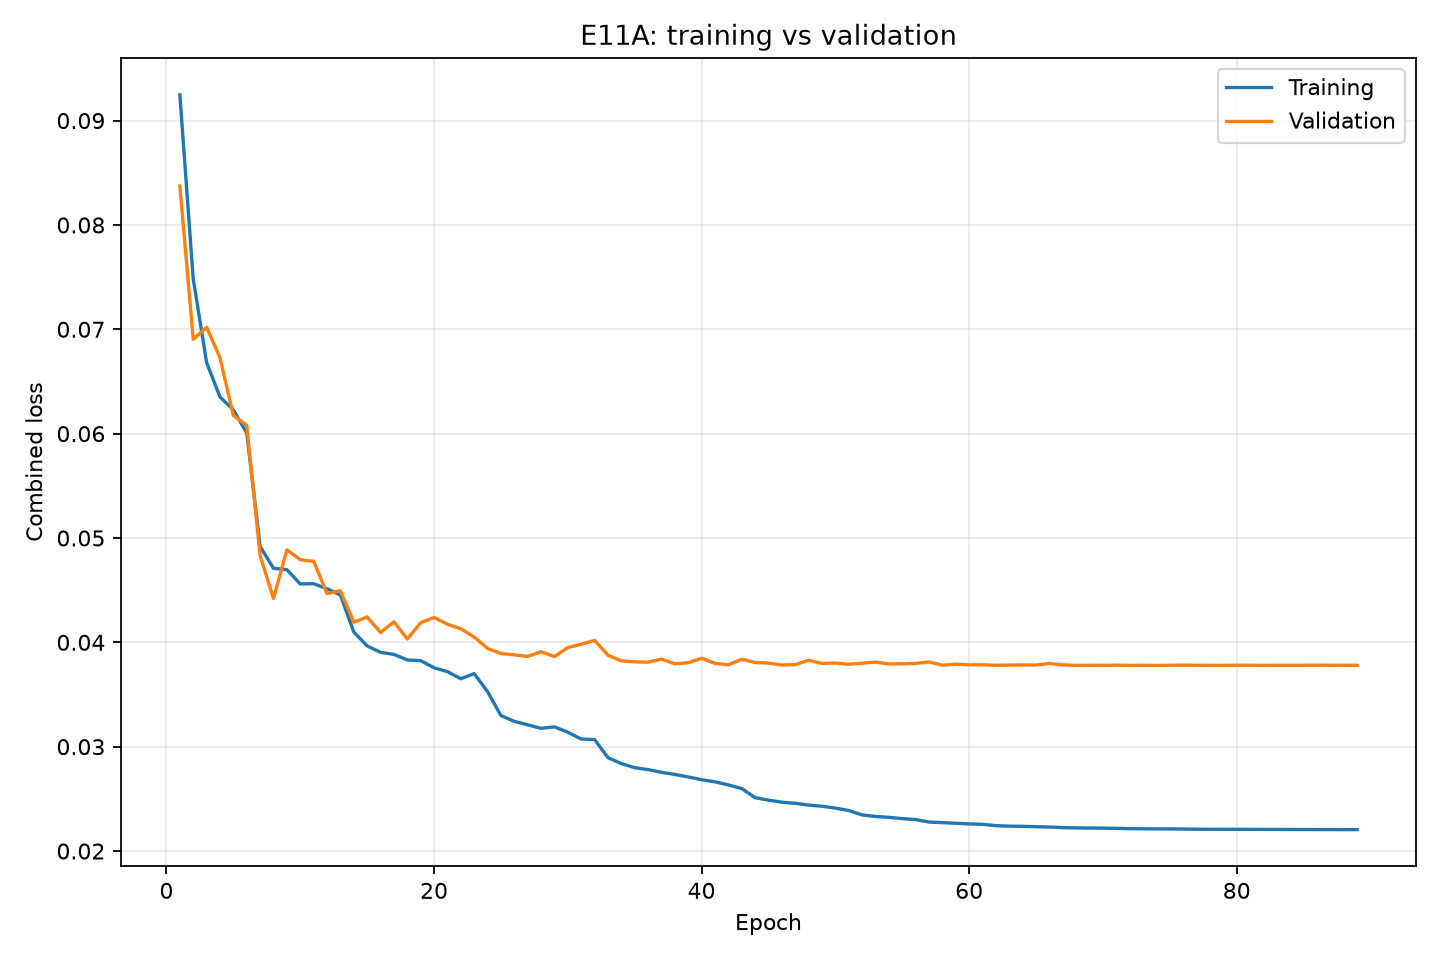 E11A: training vs validation
Training
Validation
Combined loss
0.09
0.08
0.07
0.06
0.05
0.04
0.03
0.02
0 20 40 60 80
Epoch